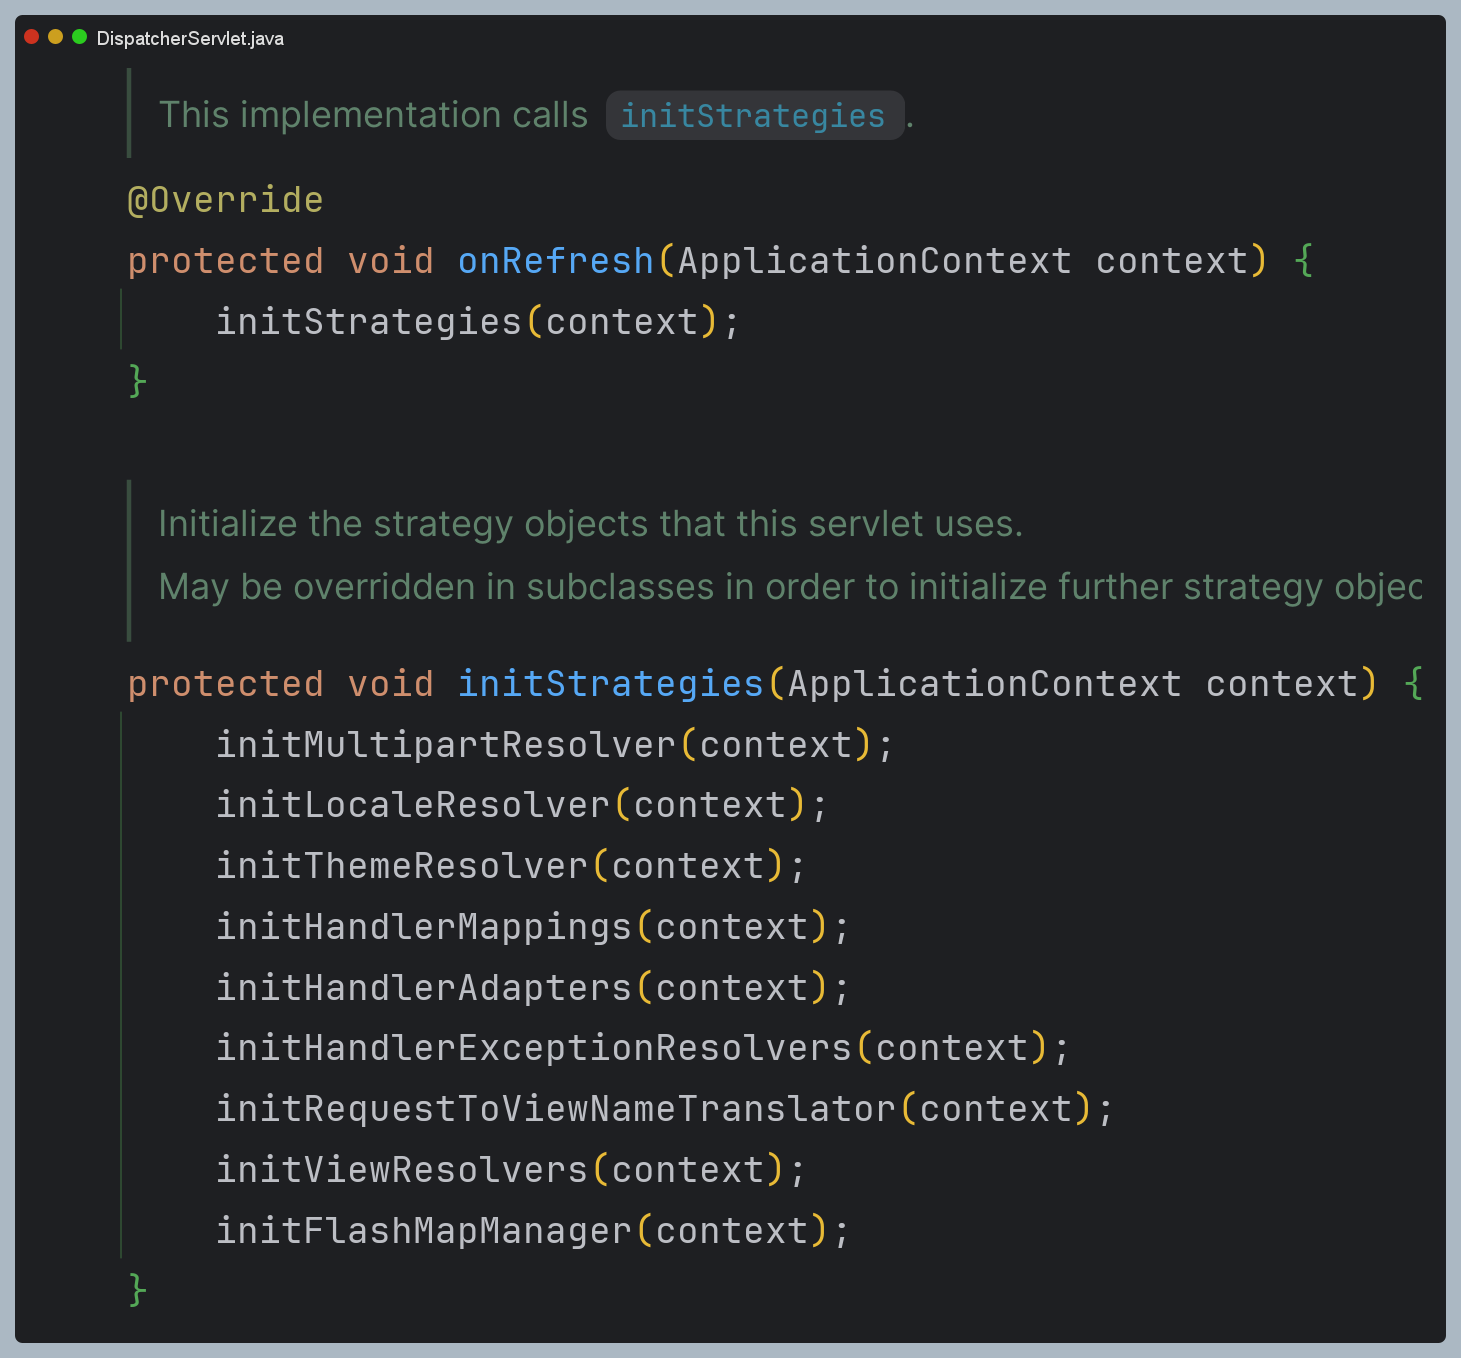 DispatcherServlet.java
This implementation calls initStrategies.
@Override
protected void onRefresh(ApplicationContext context) {
initStrategies(context);
}
Initialize the strategy objects that this servlet uses.
May be overridden in subclasses in order to initialize further strategy objec
protected void initStrategies(ApplicationContext context) {
initMultipartResolver(context);
initLocaleResolver(context);
initThemeResolver(context);
initHandlerMappings(context);
initHandlerAdapters(context);
initHandlerExceptionResolvers(context);
initRequestToViewNameTranslator(context);
initViewResolvers(context);
initFlashMapManager(context);
}